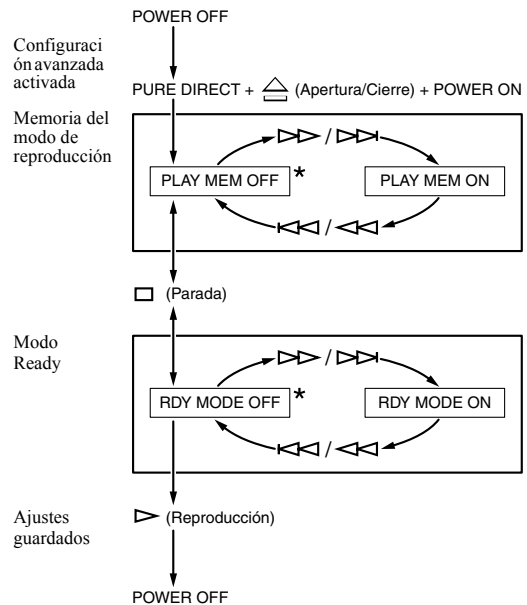 POWER OFF
Configuraci
ón avanzada
activada
PURE DIRECT + (Apertura/Cierre) + POWER ON
Memoria del
modo de
reproducción
/
PLAY MEM OFF *
PLAY MEM ON
/
(Parada)
Modo
Ready
/
RDY MODE OFF *
RDY MODE ON
/
Ajustes
guardados
(Reproducción)
POWER OFF